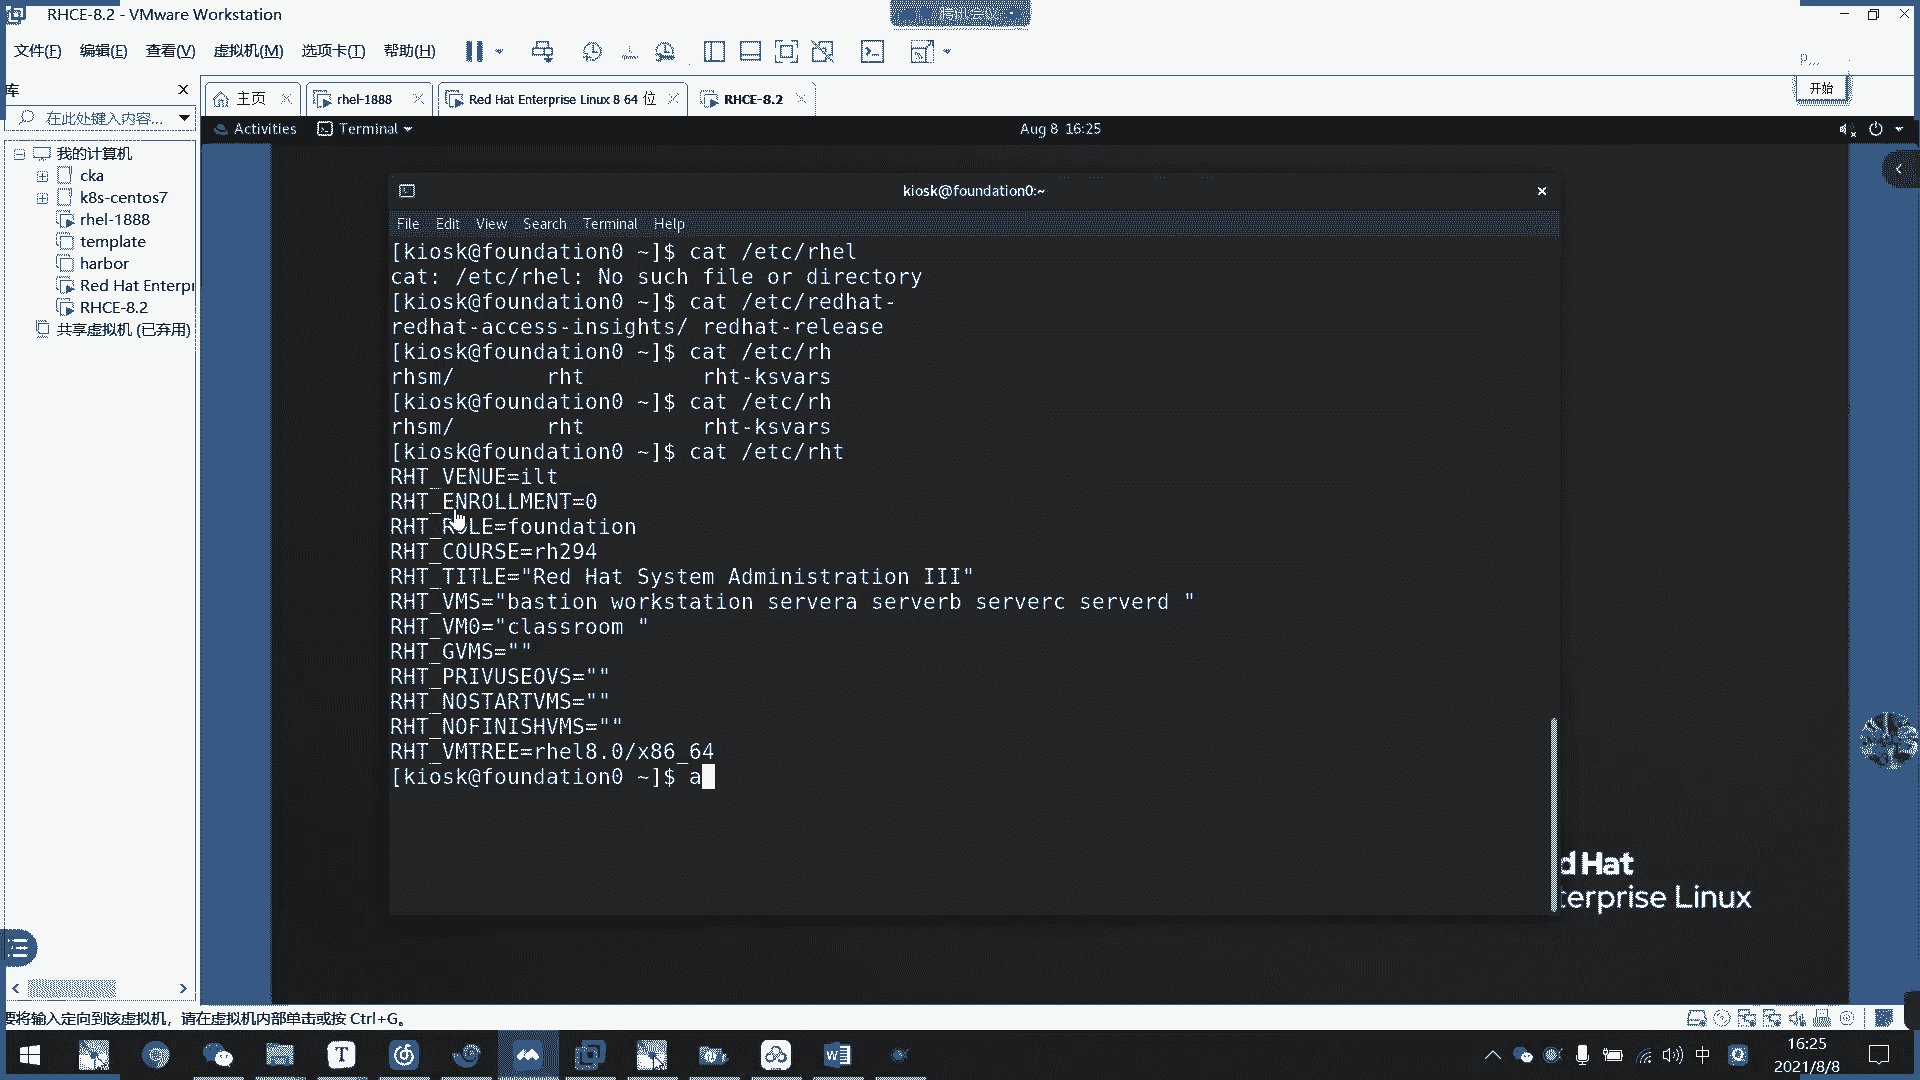 RHCE-8.2 - VMware Workstation
腾讯会议
文件(F) 编辑(E) 查看(V) 虚拟机(M) 选项卡(T) 帮助(H)
P...
开始
库
在此处键入内容...
主页
rhel-1888
Red Hat Enterprise Linux 8 64 位
RHCE-8.2
我的计算机
cka
k8s-centos7
rhel-1888
template
harbor
Red Hat Enterpr
RHCE-8.2
共享虚拟机 (已弃用)
Activities Terminal Aug 8 16:25
kiosk@foundation0:~
File Edit View Search Terminal Help
[kiosk@foundation0 ~]$ cat /etc/rhel
cat: /etc/rhel: No such file or directory
[kiosk@foundation0 ~]$ cat /etc/redhat-
redhat-access-insights/ redhat-release
[kiosk@foundation0 ~]$ cat /etc/rh
rhsm/ rht rht-ksvars
[kiosk@foundation0 ~]$ cat /etc/rh
rhsm/ rht rht-ksvars
[kiosk@foundation0 ~]$ cat /etc/rht
RHT_VENUE=ilt
RHT_ENROLLMENT=0
RHT_ROLE=foundation
RHT_COURSE=rh294
RHT_TITLE="Red Hat System Administration III"
RHT_VMS="bastion workstation servera serverb serverc serverd "
RHT_VM0="classroom "
RHT_GVMS=""
RHT_PRIVUSEOVS=""
RHT_NOSTARTVMS=""
RHT_NOFINISHVMS=""
RHT_VMTREE=rhel8.0/x86_64
[kiosk@foundation0 ~]$ a
d Hat
terprise Linux
要将输入定向到该虚拟机，请在虚拟机内部单击或按 Ctrl+G。
中
16:25
2021/8/8